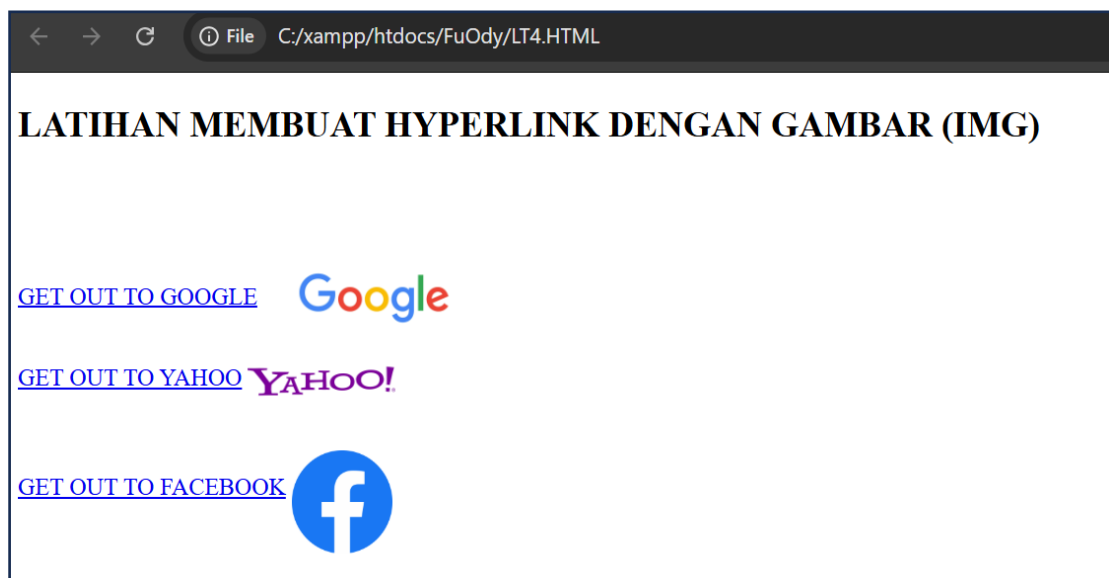 File C:/xampp/htdocs/FuOdy/LT4.HTML
LATIHAN MEMBUAT HYPERLINK DENGAN GAMBAR (IMG)
GET OUT TO GOOGLE Google
GET OUT TO YAHOO YAHOO!
GET OUT TO FACEBOOK f